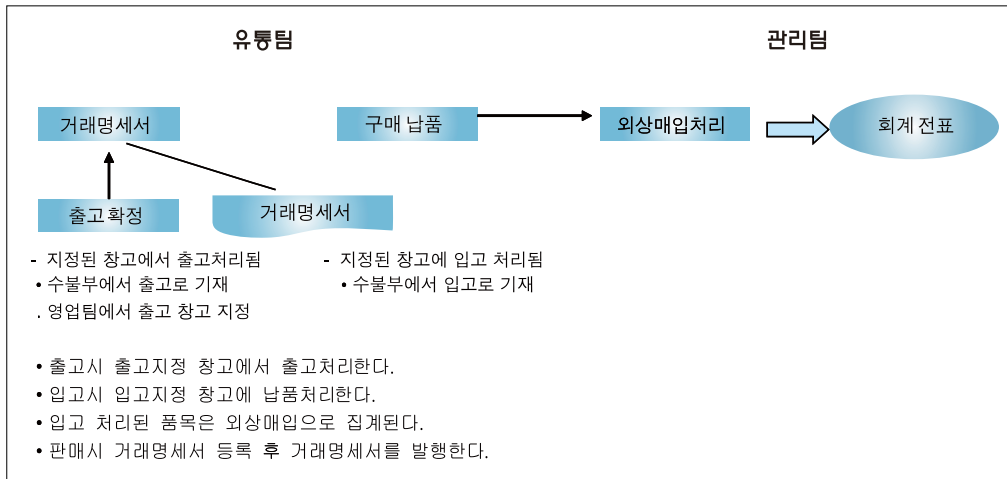 유통팀 관리팀
거래명세서 구매 납품 외상매입처리 회계 전표
출고확정 거래명세서
- 지정된 창고에서 출고처리됨
• 수불부에서 출고로 기재
. 영업팀에서 출고 창고 지정
- 지정된 창고에 입고 처리됨
• 수불부에서 입고로 기재
• 출고시 출고지정 창고에서 출고처리한다.
• 입고시 입고지정 창고에 납품처리한다.
• 입고 처리된 품목은 외상매입으로 집계된다.
• 판매시 거래명세서 등록 후 거래명세서를 발행한다.